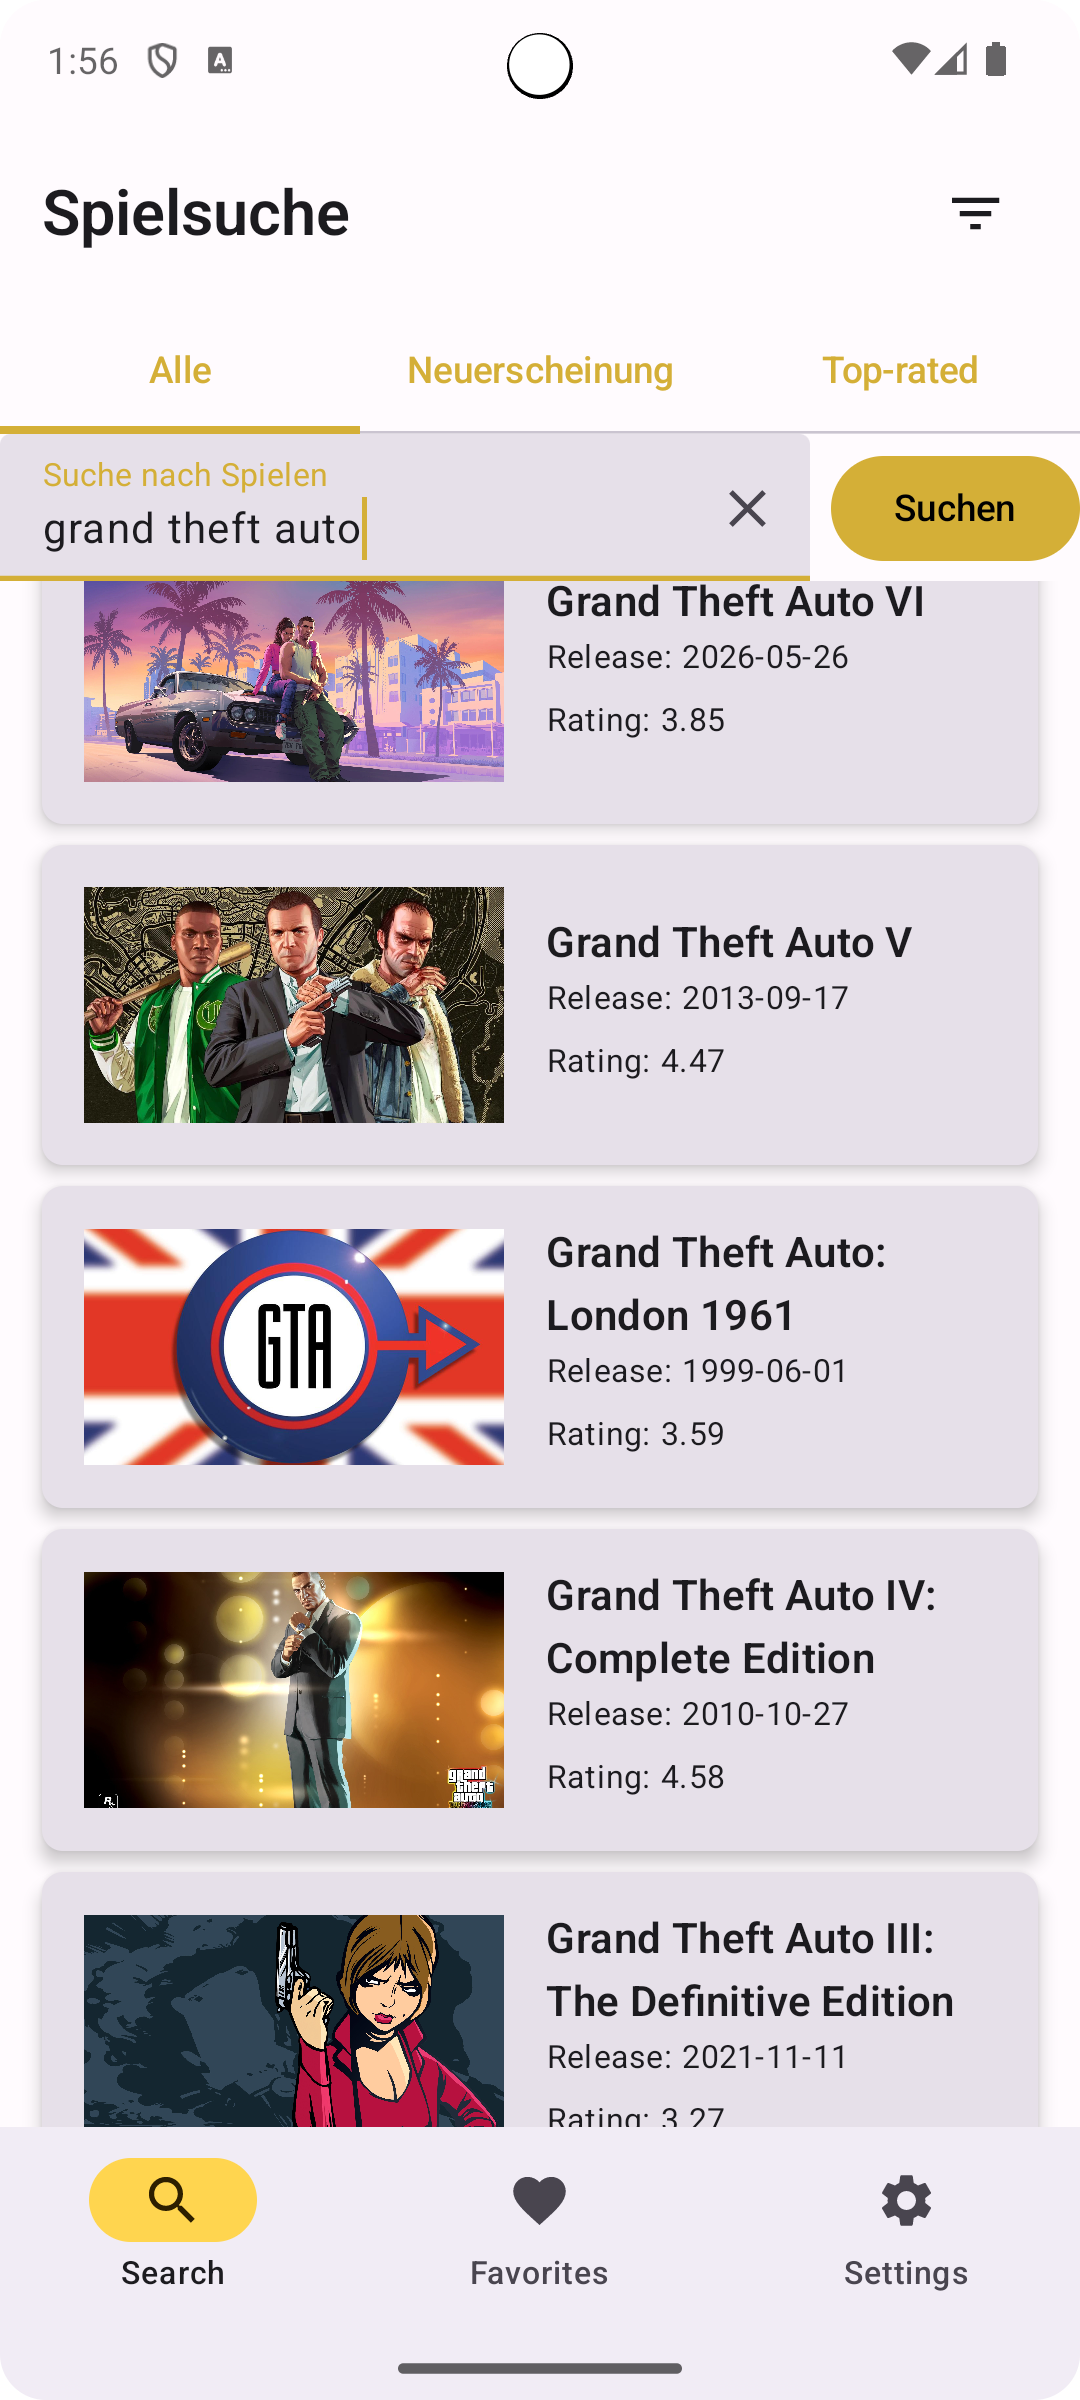 1:56
Spielsuche
Alle
Neuerscheinung
Top-rated
Suche nach Spielen
grand theft auto
Suchen
Grand Theft Auto VI
Release: 2026-05-26
Rating: 3.85
Grand Theft Auto V
Release: 2013-09-17
Rating: 4.47
GTA
Grand Theft Auto:
London 1961
Release: 1999-06-01
Rating: 3.59
grand
theft
auto
Grand Theft Auto IV:
Complete Edition
Release: 2010-10-27
Rating: 4.58
Grand Theft Auto III:
The Definitive Edition
Release: 2021-11-11
Rating: 3.27
Search
Favorites
Settings